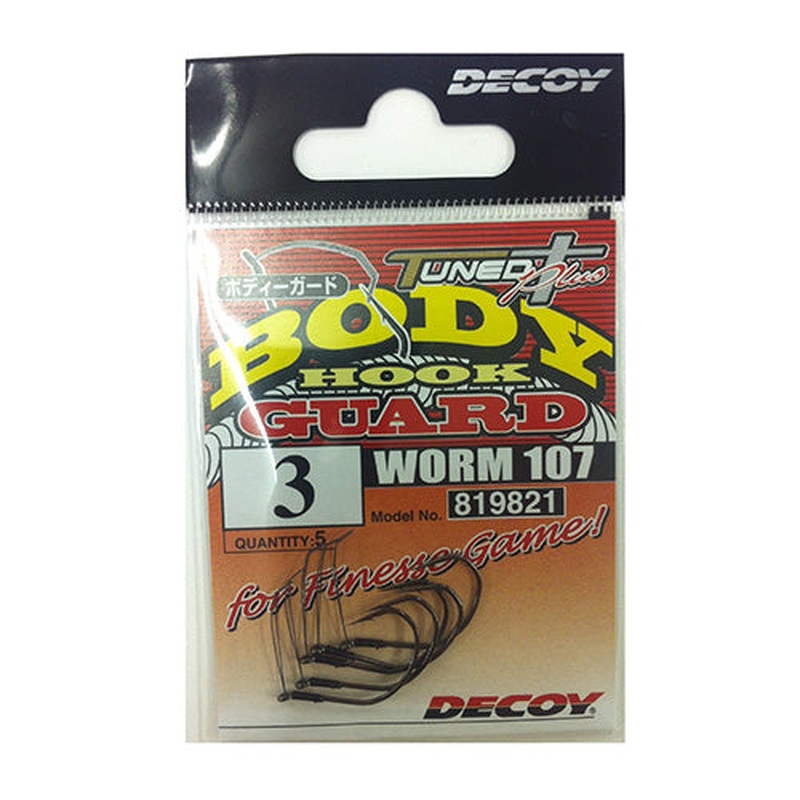 DECOY
TUNED Plus
ボディーガード
BODY
HOOK
GUARD
3
WORM 107
Model No. 819821
QUANTITY:5
for Finesse Game!
DECOY®